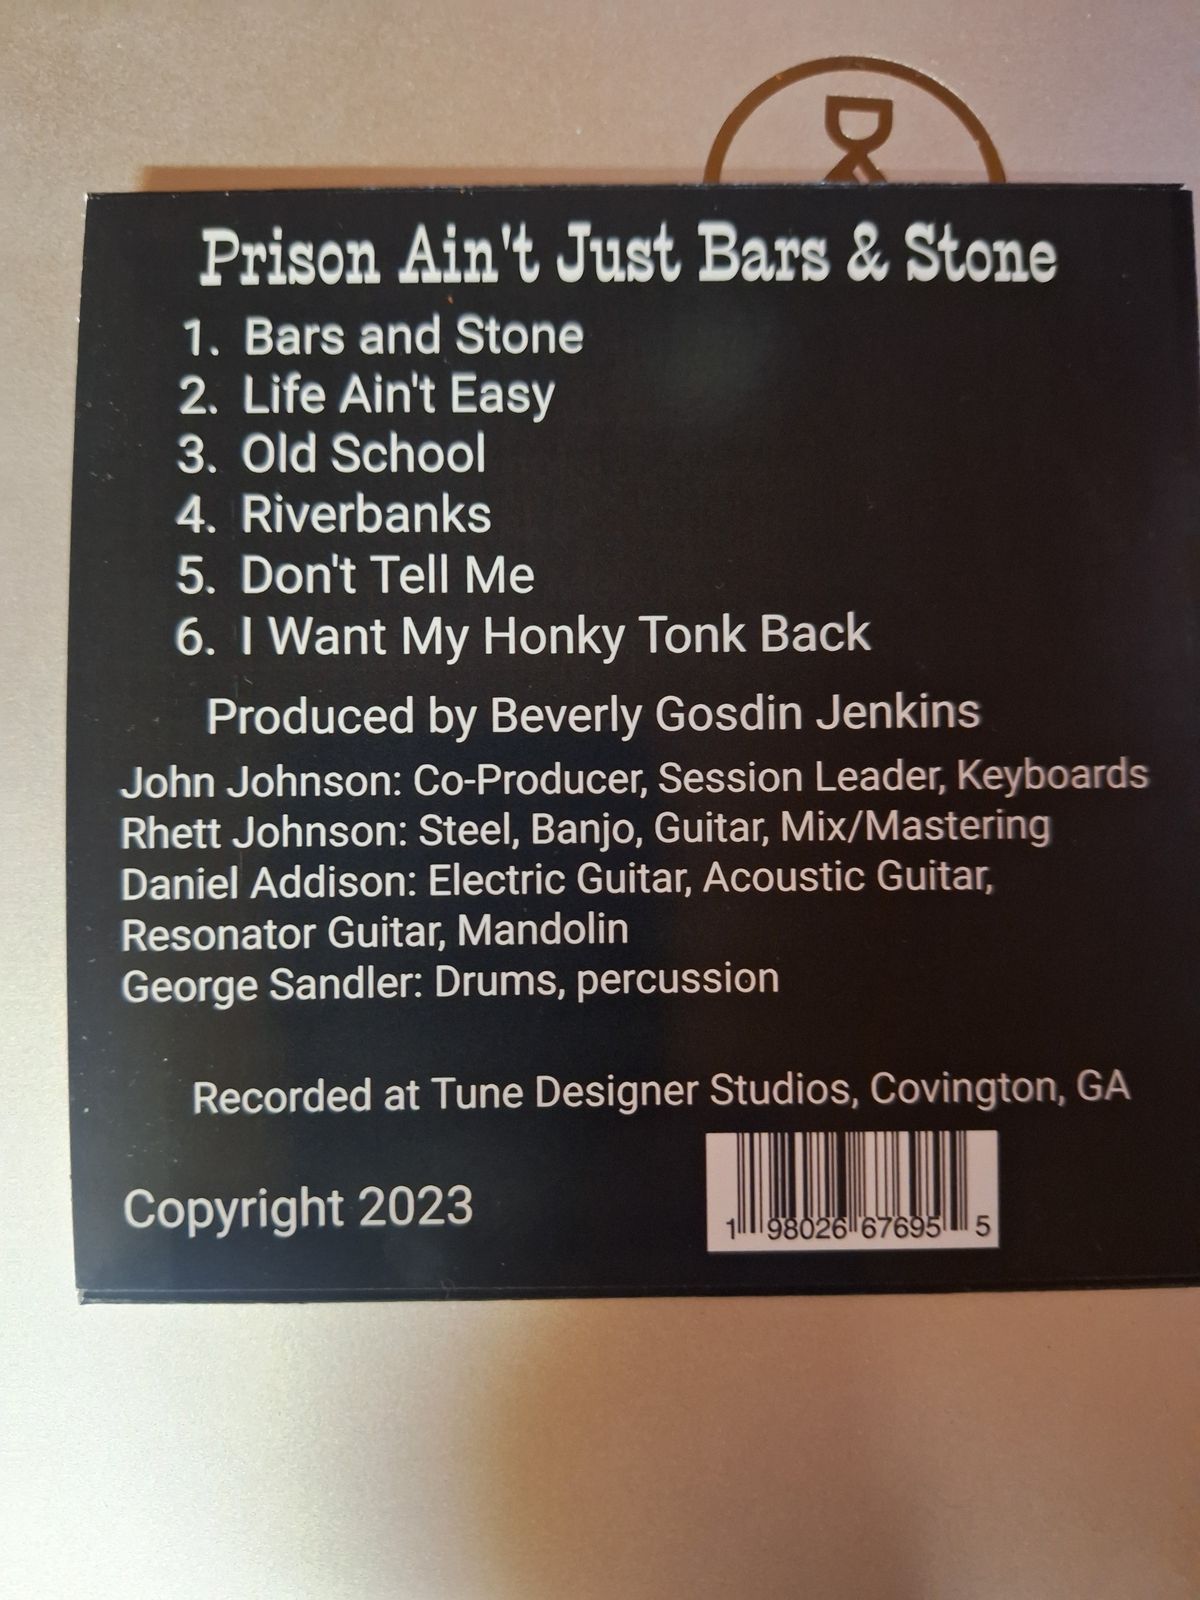 Prison Ain't Just Bars & Stone
1. Bars and Stone
2. Life Ain't Easy
3. Old School
4. Riverbanks
5. Don't Tell Me
6. I Want My Honky Tonk Back
Produced by Beverly Gosdin Jenkins
John Johnson: Co-Producer, Session Leader, Keyboards
Rhett Johnson: Steel, Banjo, Guitar, Mix/Mastering
Daniel Addison: Electric Guitar, Acoustic Guitar,
Resonator Guitar, Mandolin
George Sandler: Drums, percussion
Recorded at Tune Designer Studios, Covington, GA
Copyright 2023
1 98026 67695 5